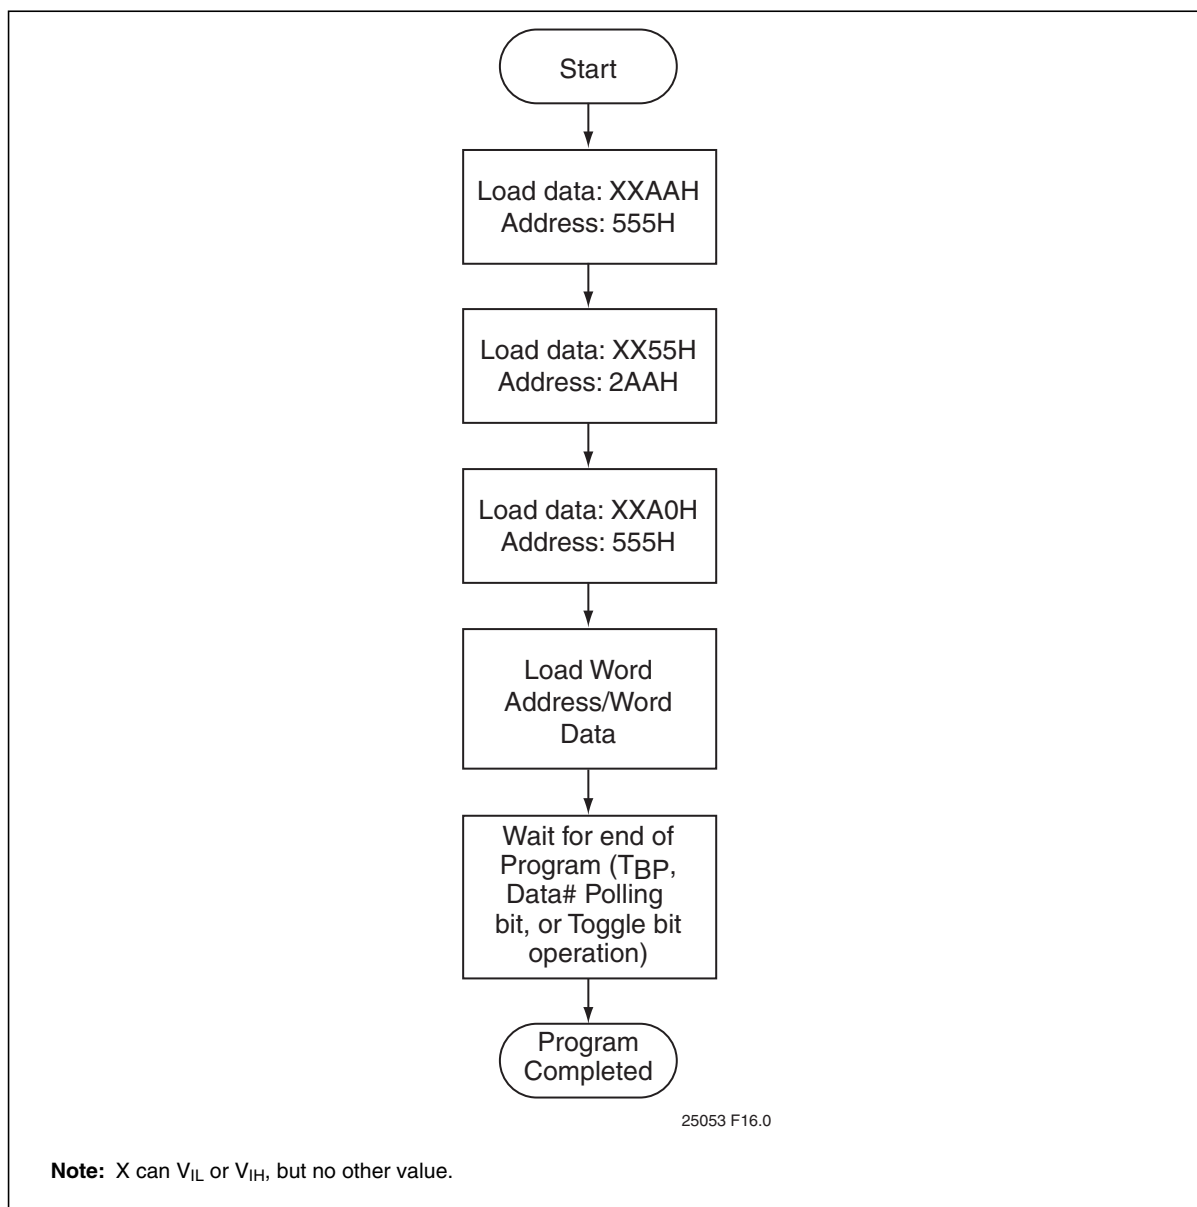 Start
Load data: XXAAH
Address: 555H
Load data: XX55H
Address: 2AAH
Load data: XXA0H
Address: 555H
Load Word
Address/Word
Data
Wait for end of
Program (TBP,
Data# Polling
bit, or Toggle bit
operation)
Program
Completed
25053 F16.0
Note: X can VIL or VIH, but no other value.